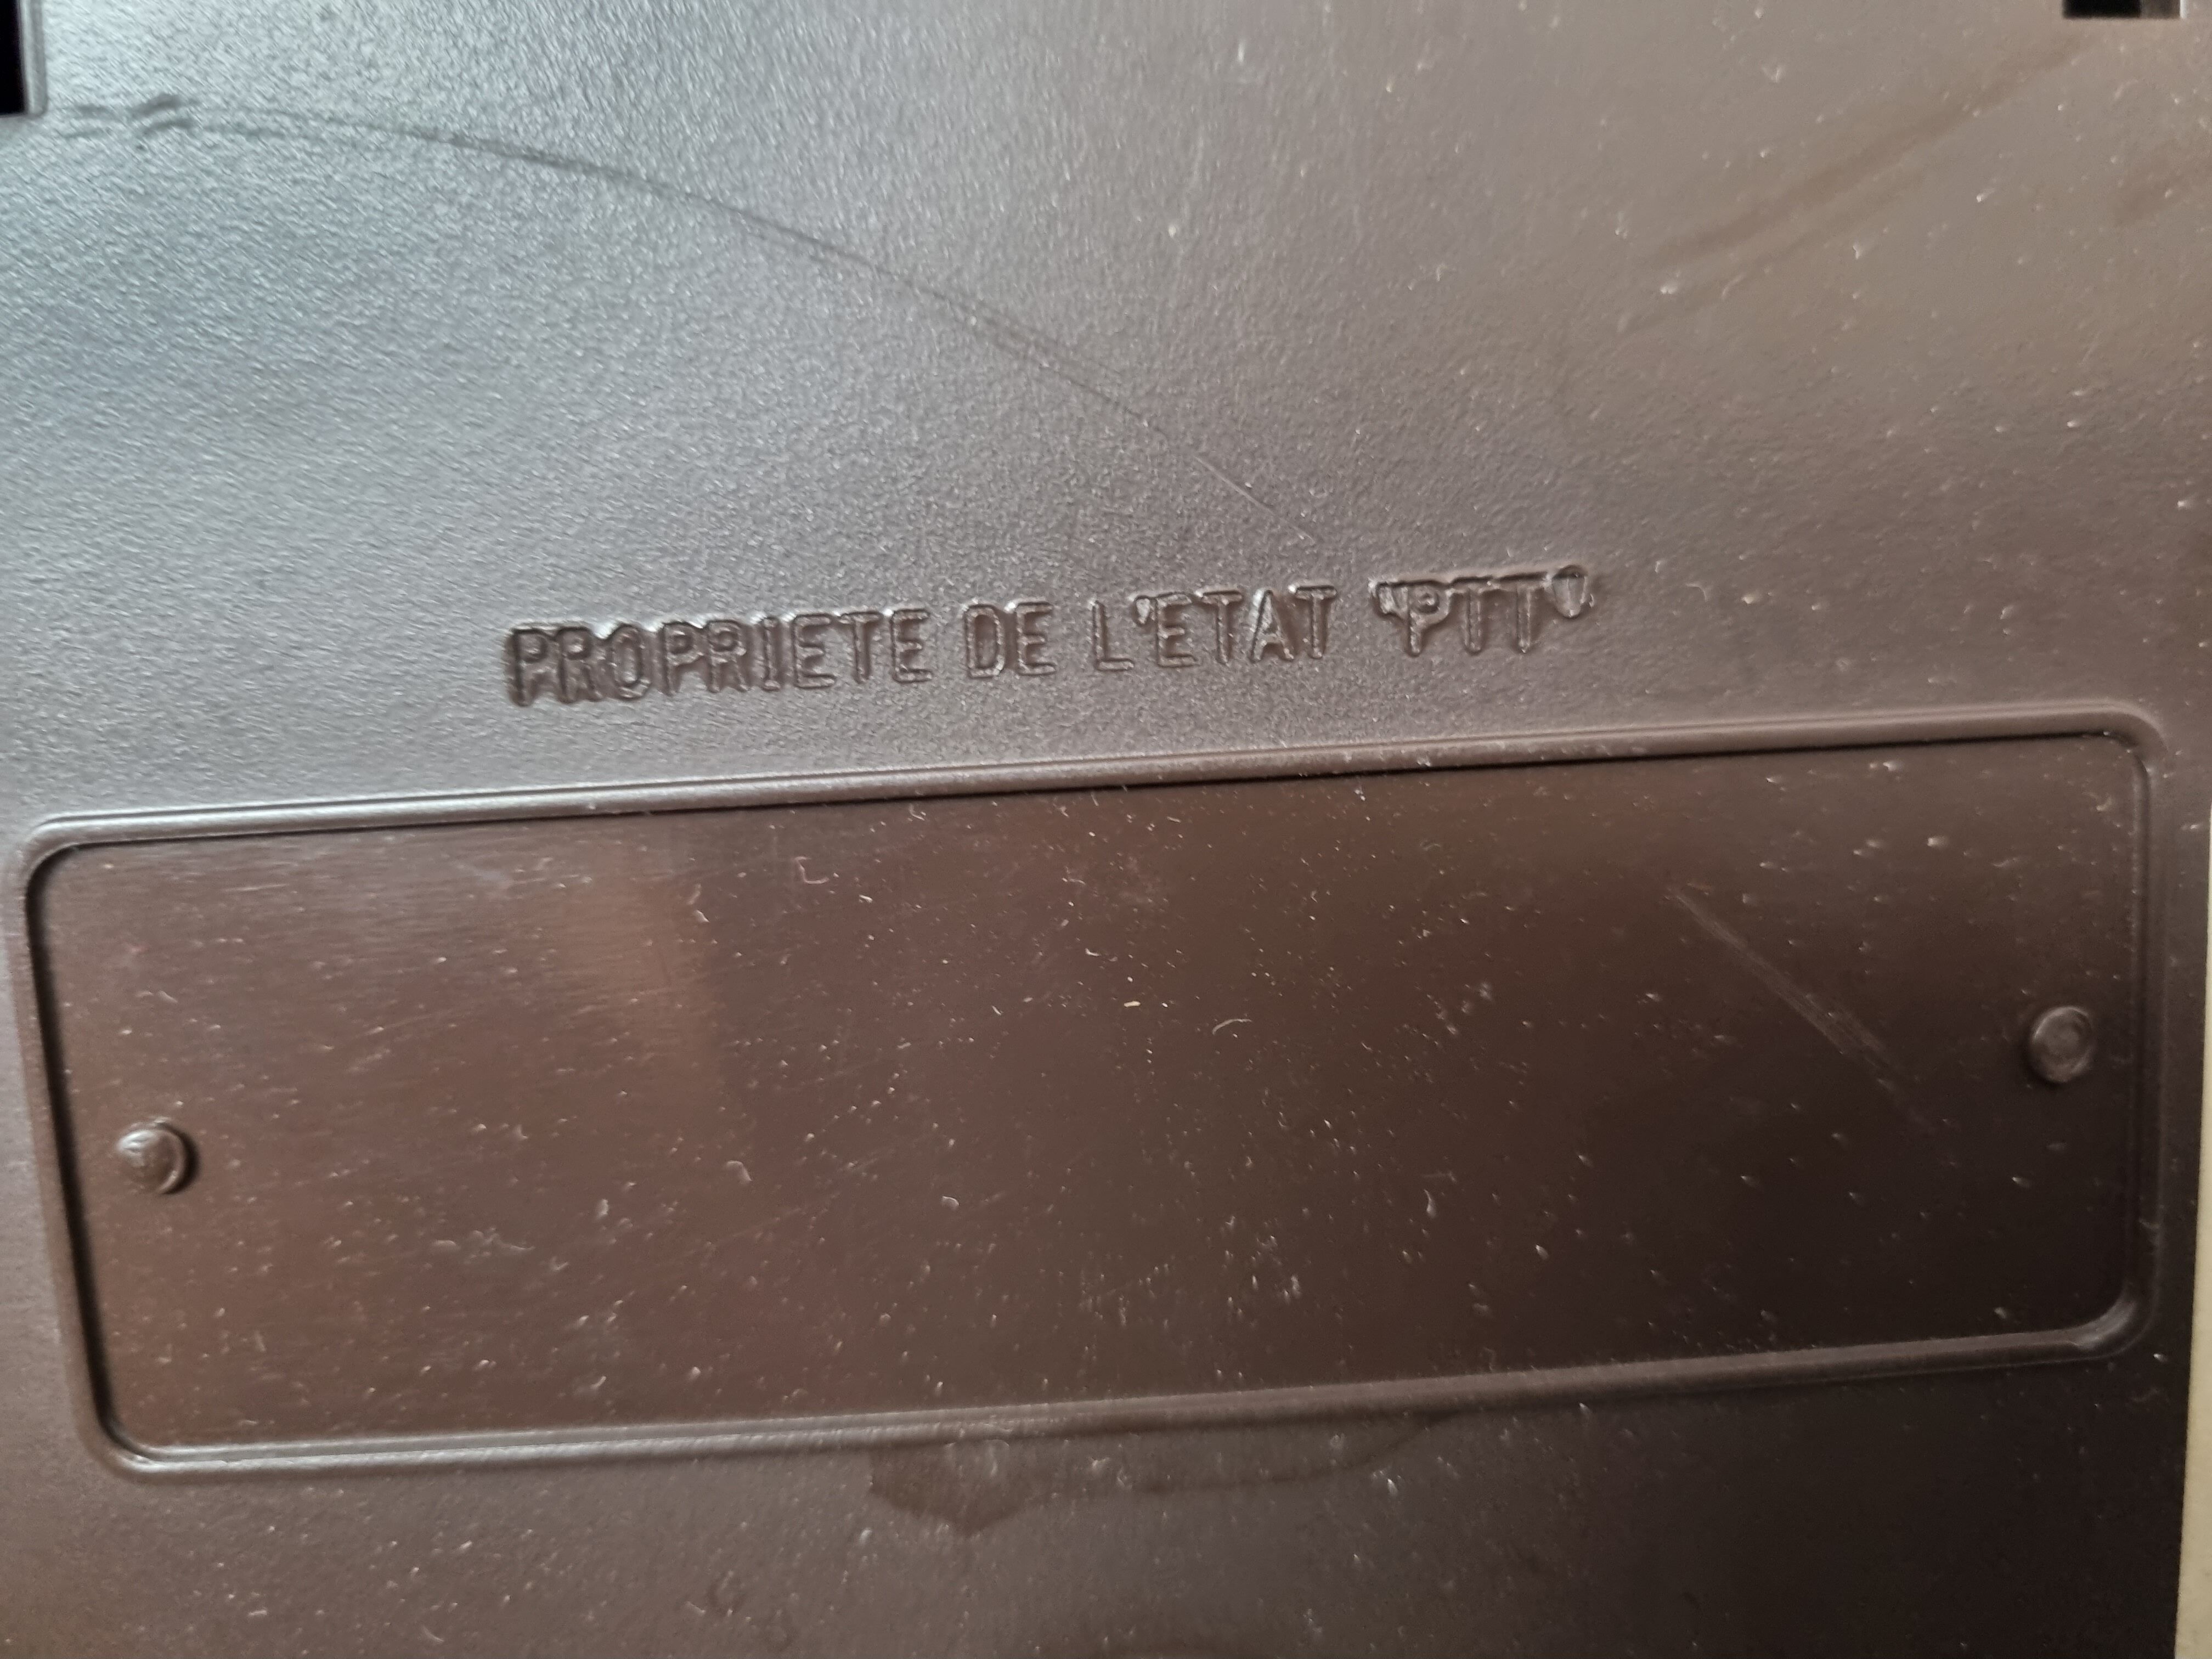 PROPRIETE DE L'ETAT "PTT"